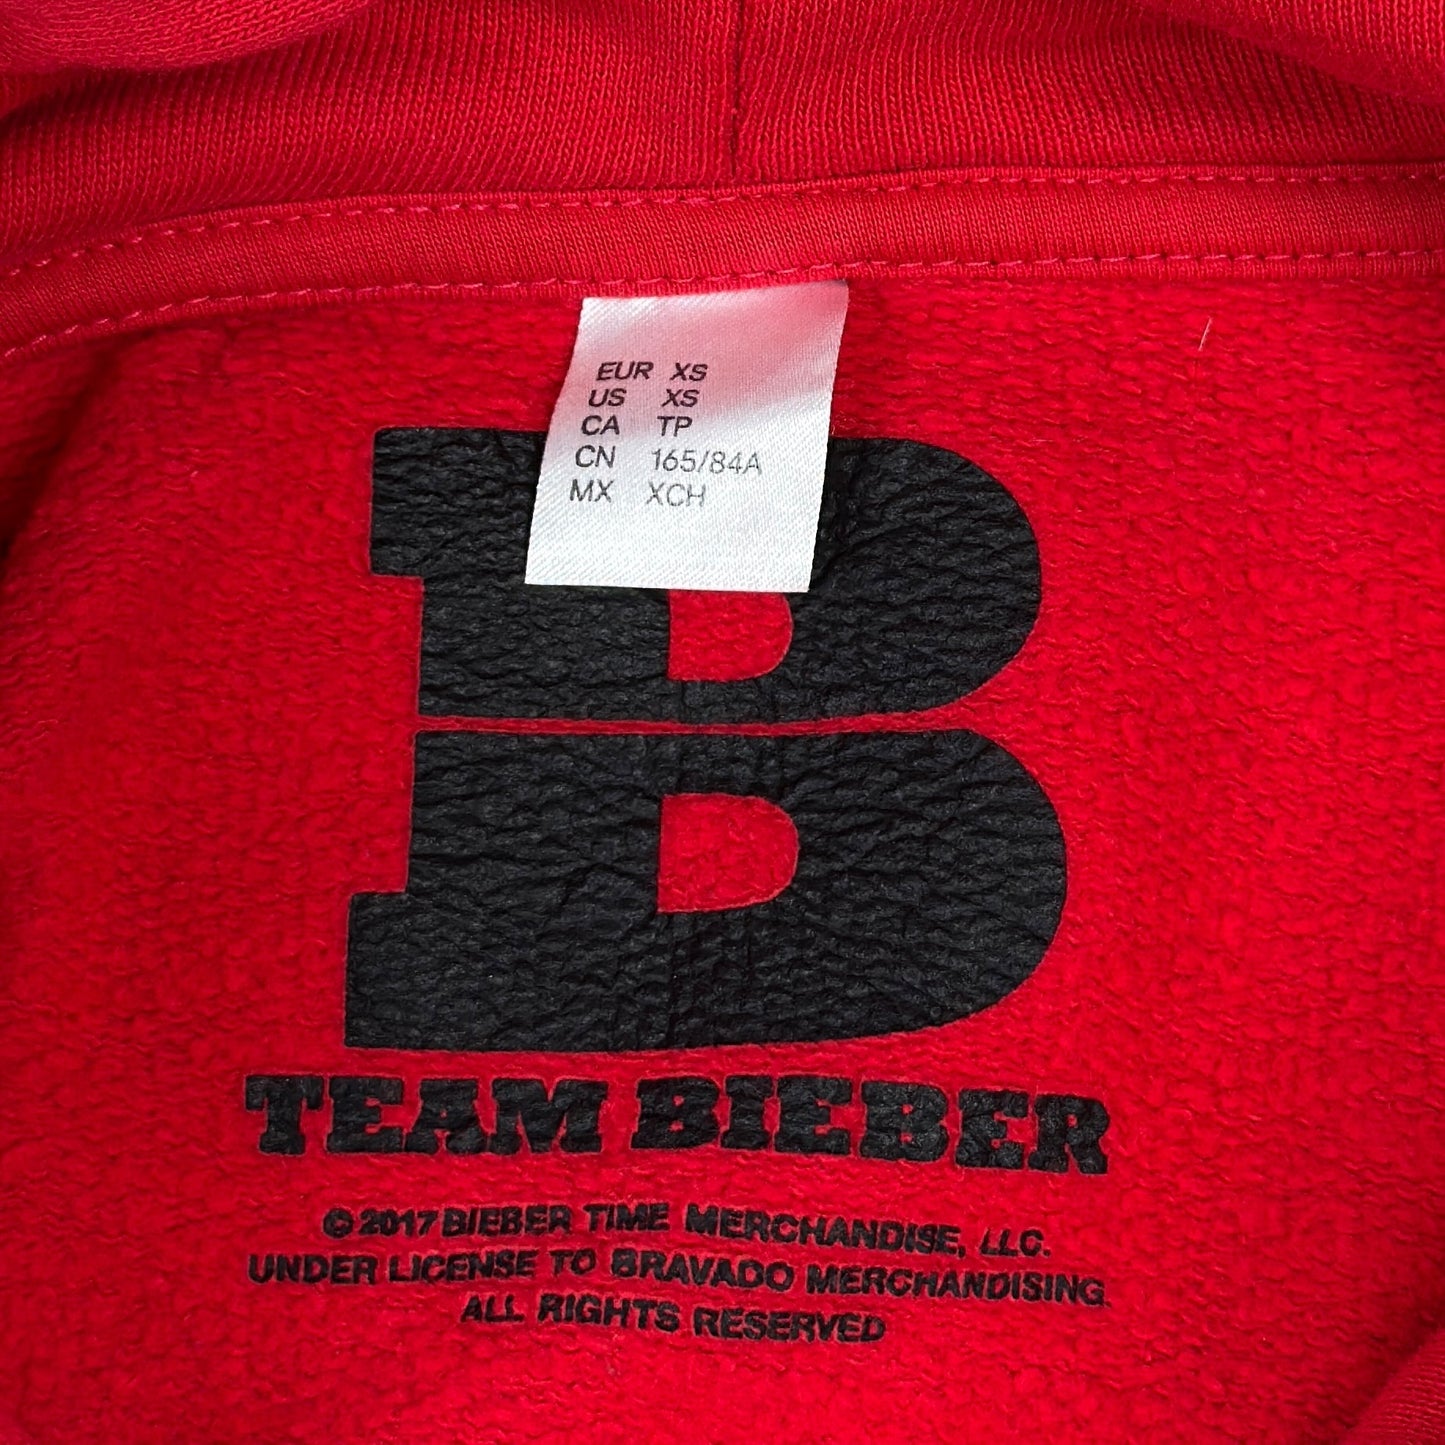 EUR XS
US XS
CA TP
CN 165/84A
MX XCH
B
TEAM BIEBER
© 2017 BIEBER TIME MERCHANDISE, LLC.
UNDER LICENSE TO BRAVADO MERCHANDISING.
ALL RIGHTS RESERVED